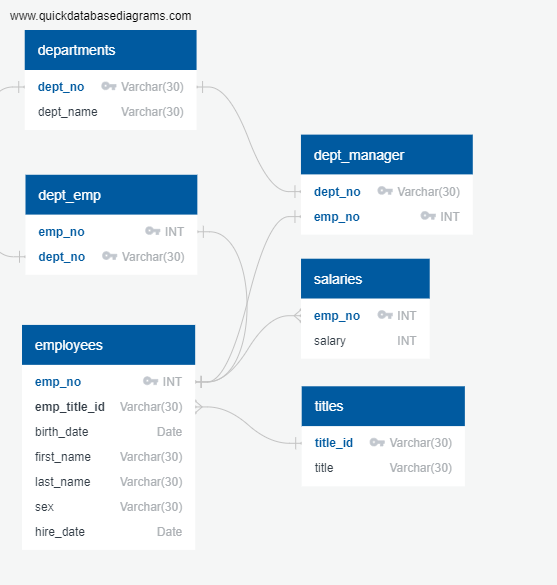 www.quickdatabasediagrams.com
departments
dept_no Varchar(30)
dept_name Varchar(30)
dept_emp
emp_no INT
dept_no Varchar(30)
employees
emp_no INT
emp_title_id Varchar(30)
birth_date Date
first_name Varchar(30)
last_name Varchar(30)
sex Varchar(30)
hire_date Date
dept_manager
dept_no Varchar(30)
emp_no INT
salaries
emp_no INT
salary INT
titles
title_id Varchar(30)
title Varchar(30)